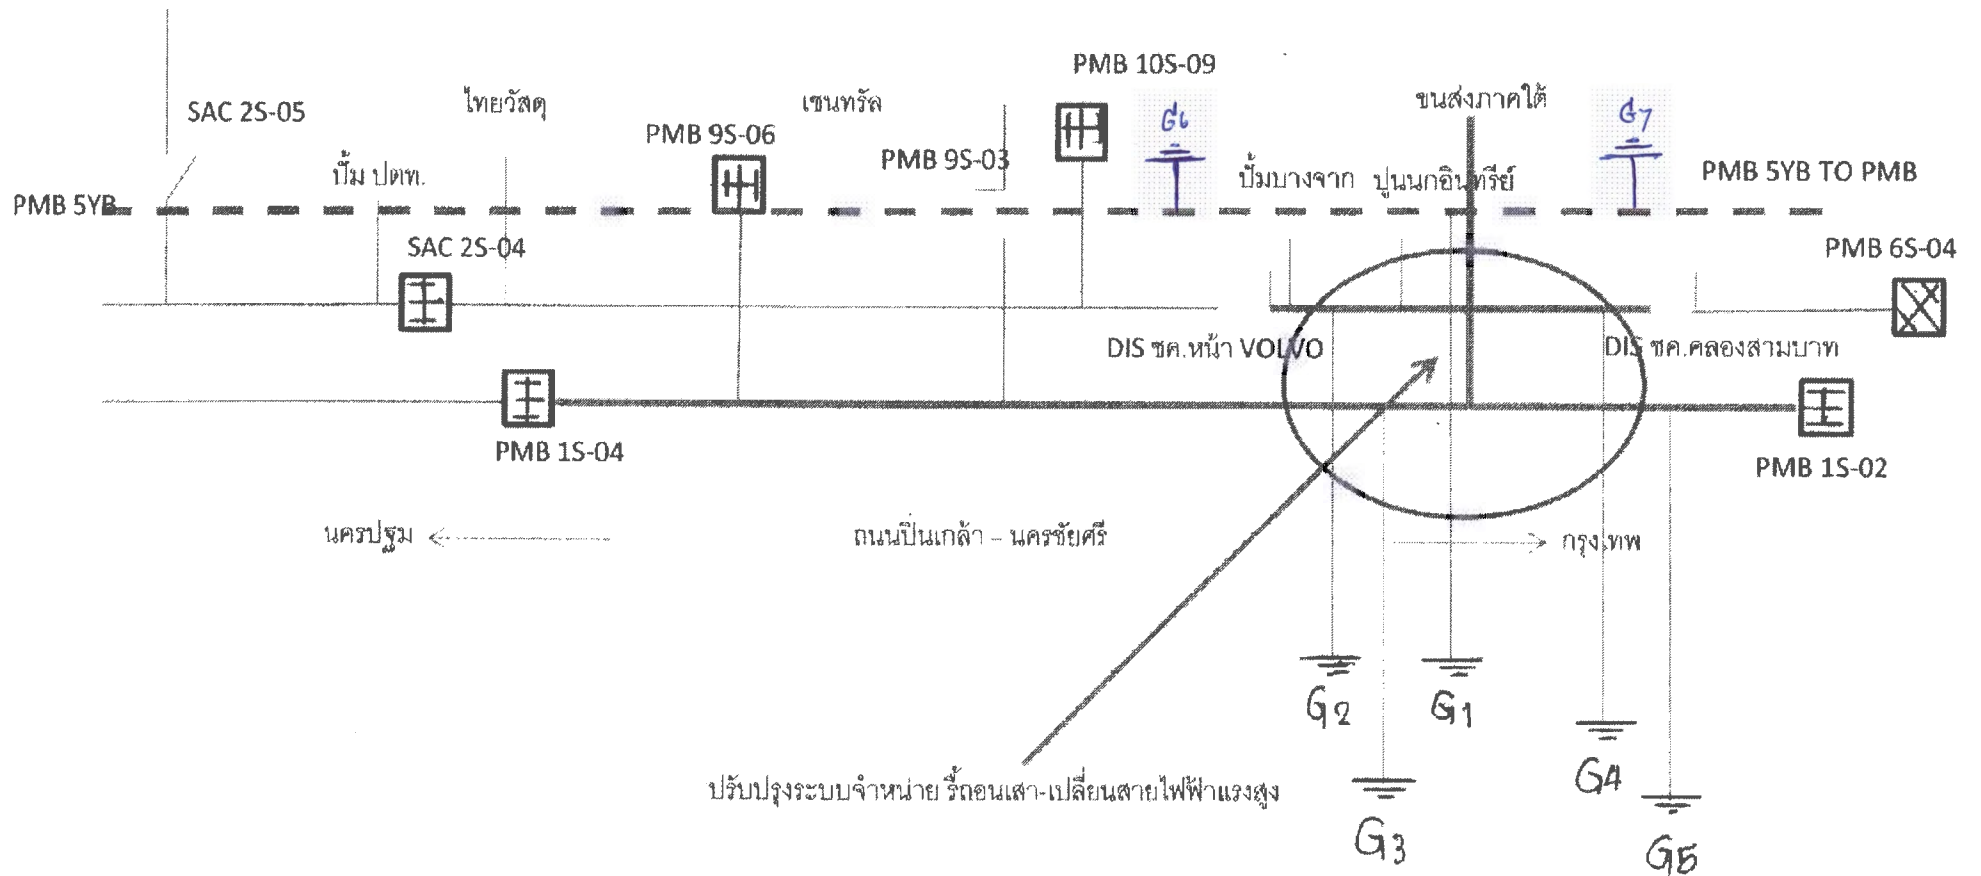 PMB 10S-09
SAC 2S-05
ไทยวัสดุ
เซนทรัล
ขนส่งภาคใต้
PMB 9S-06
G6
G7
PMB 9S-03
ปั๊ม ปตท.
ปั๊มบางจาก
ปูนนกอินทรีย์
PMB 5YB TO PMB
PMB 5YB
SAC 2S-04
PMB 6S-04
DIS ชค.หน้า VOLVO
DIS ชค.คลองสามบาท
PMB 1S-04
PMB 1S-02
นครปฐม
ถนนปิ่นเกล้า – นครชัยศรี
กรุงเทพ
G2
G1
G4
ปรับปรุงระบบจำหน่าย รื้อถอนเสา-เปลี่ยนสายไฟฟ้าแรงสูง
G3
G5